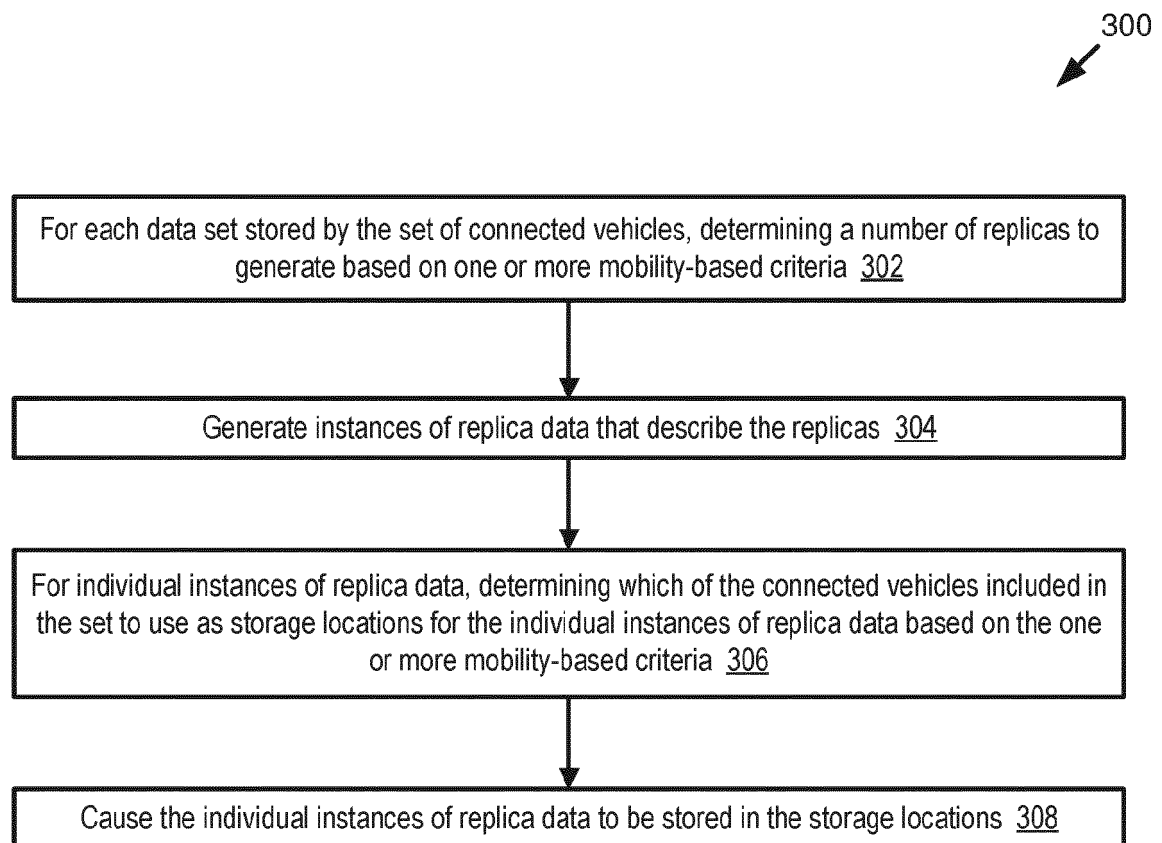 300
For each data set stored by the set of connected vehicles, determining a number of replicas to
generate based on one or more mobility-based criteria 302
Generate instances of replica data that describe the replicas 304
For individual instances of replica data, determining which of the connected vehicles included in
the set to use as storage locations for the individual instances of replica data based on the one
or more mobility-based criteria 306
Cause the individual instances of replica data to be stored in the storage locations 308